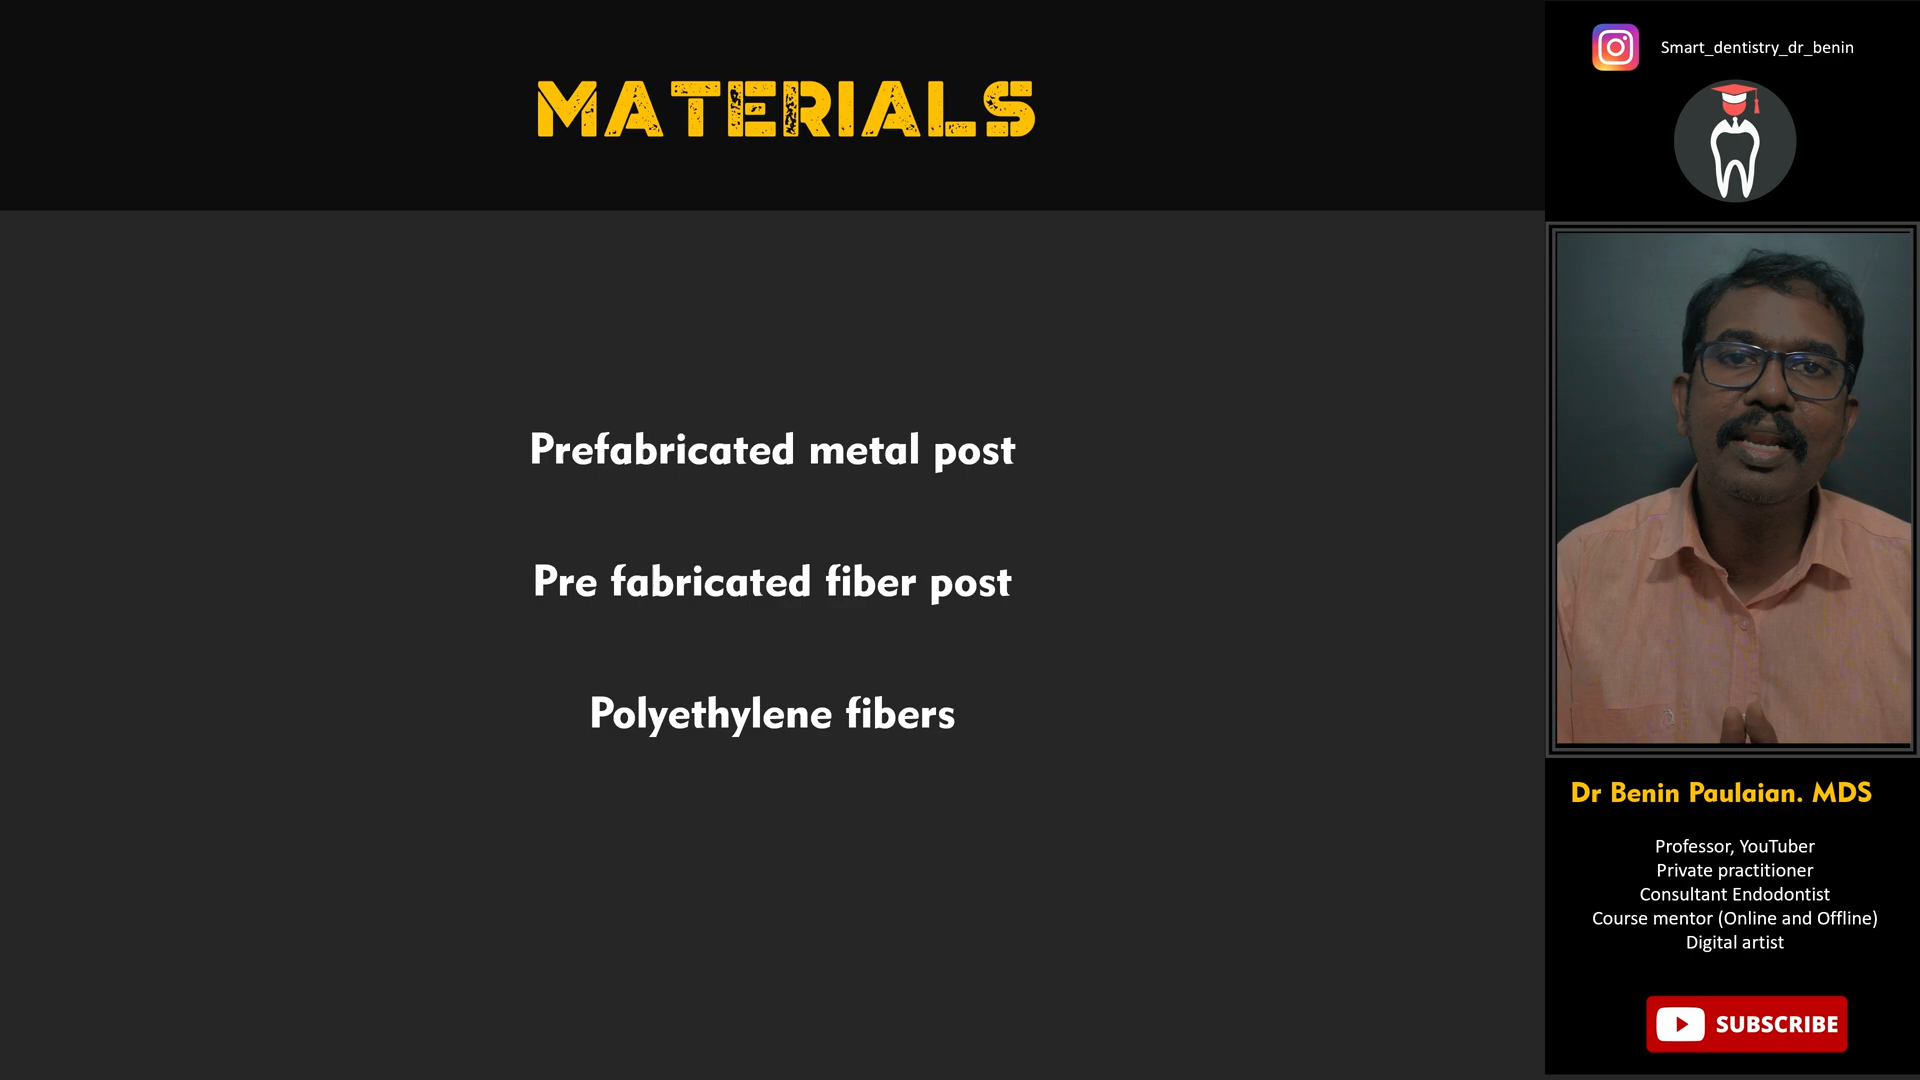 MATERIALS
Prefabricated metal post
Pre fabricated fiber post
Polyethylene fibers
Smart_dentistry_dr_benin
Dr Benin Paulaian. MDS
Professor, YouTuber
Private practitioner
Consultant Endodontist
Course mentor (Online and Offline)
Digital artist
SUBSCRIBE